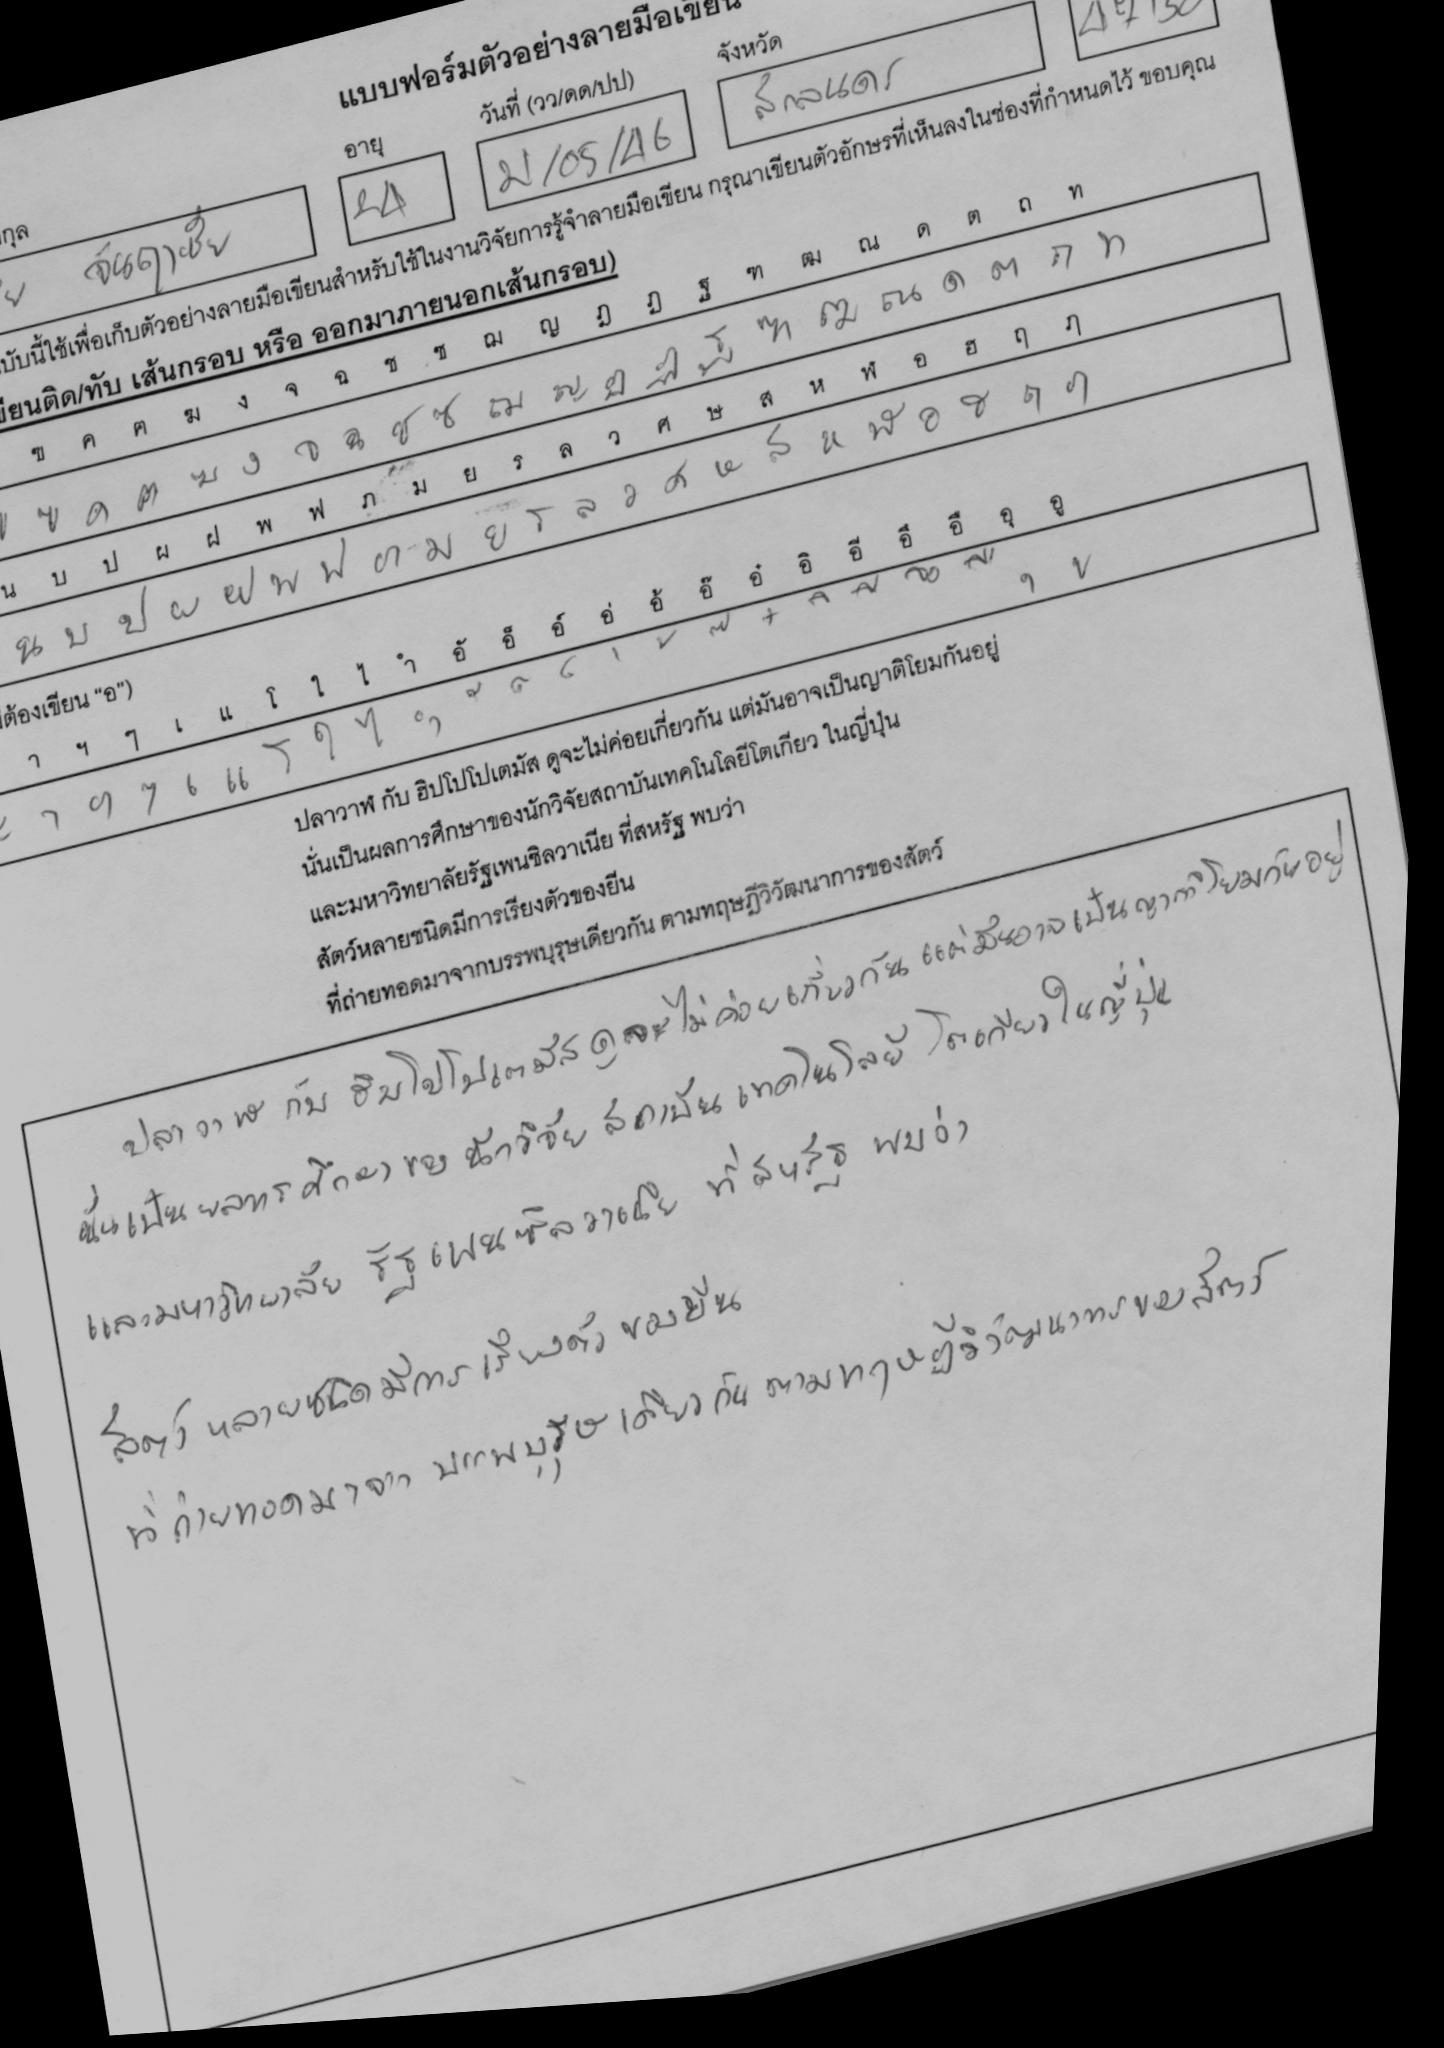 แบบฟอร์มตัวอย่างลายมือเขียน
อายุ วันที่ (วว/ดด/ปป) จังหวัด
24 /05/46 สกลนคร
บับนี้ใช้เพื่อเก็บตัวอย่างลายมือเขียนสำหรับใช้ในงานวิจัยการรู้จำลายมือเขียน กรุณาเขียนตัวอักษรที่เห็นลงในช่องที่กำหนดไว้ ขอบคุณ
เส้นกรอบ หรือ ออกมาภายนอกเส้นกรอบ)
ข ค ฅ ฆ ง จ ฉ ช ซ ฌ ญ ฎ ฏ ฐ ฑ ฒ ณ ด ต ถ ท
ข ฃ ค ฅ ฆ ง จ ฉ ช ซ ฌ ญ ฎ ฏ ฐ ฑ ฒ ณ ด ต ถ ท
น บ ป ผ ฝ พ ฟ ภ ม ย ร ล ว ศ ษ ส ห ฬ อ ฮ ฤ ฦ
น บ ป ผ ฝ พ ฟ ภ ม ย ร ล ว ศ ษ ส ห ฬ อ ฮ ฤ ฦ
ต้องเขียน "อ")
า ฯ ๆ เ แ โ ใ ไ ำ อั อ็ อ์ อ่ อ้ อ๊ อ๋ อิ อี อึ อื อุ อู
ะ า ฯ ๆ เ แ โ ใ ไ ำ ั ็ ์ ่ ้ ๊ ๋ ิ ี ึ ื ุ ู
ปลาวาฬ กับ ฮิปโปโปเตมัส ดูจะไม่ค่อยเกี่ยวกัน แต่มันอาจเป็นญาติโยมกันอยู่
นั่นเป็นผลการศึกษาของนักวิจัยสถาบันเทคโนโลยีโตเกียว ในญี่ปุ่น
และมหาวิทยาลัยรัฐเพนซิลวาเนีย ที่สหรัฐ พบว่า
สัตว์หลายชนิดมีการเรียงตัวของยีน
ที่ถ่ายทอดมาจากบรรพบุรุษเดียวกัน ตามทฤษฎีวิวัฒนาการของสัตว์
ปลาวาฬ กับ ฮิปโปโปเตมัส ดูจะไม่ค่อยเกี่ยวกัน แต่มันอาจเป็นญาติโยมกันอยู่
นั่นเป็นผลการศึกษาของ นักวิจัย สถาบัน เทคโนโลยี โตเกียว ในญี่ปุ่น
และมหาวิทยาลัย รัฐเพนซิลวาเนีย ที่ สหรัฐ พบว่า
สัตว์ หลายชนิด มีการ เรียงตัว ของยีน
ที่ ถ่ายทอดมาจาก บรรพบุรุษ เดียวกัน ตามทฤษฎีวิวัฒนาการของสัตว์